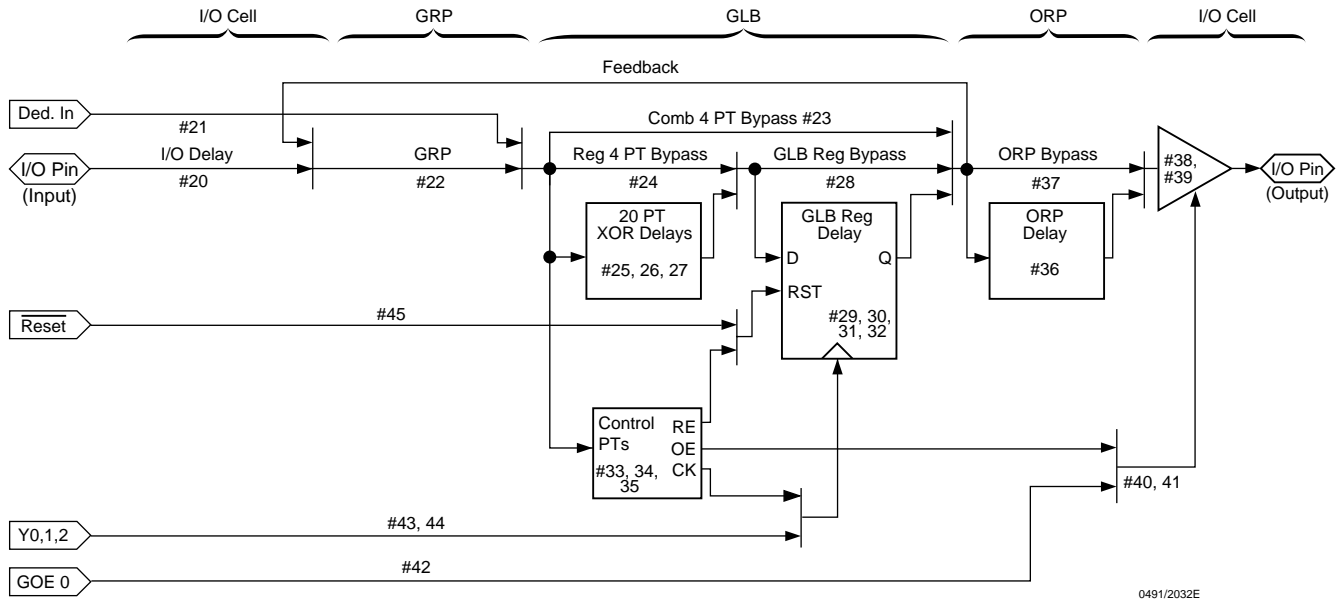 I/O Cell
GRP
GLB
ORP
I/O Cell
Feedback
Ded. In
#21
Comb 4 PT Bypass #23
I/O Pin
(Input)
I/O Delay
#20
GRP
#22
Reg 4 PT Bypass
#24
GLB Reg Bypass
#28
ORP Bypass
#37
#38,
#39
I/O Pin
(Output)
20 PT
XOR Delays
#25, 26, 27
GLB Reg
Delay
D
Q
RST
#29, 30,
31, 32
ORP
Delay
#36
Reset
#45
Control
PTs
#33, 34,
35
RE
OE
CK
#40, 41
Y0,1,2
#43, 44
GOE 0
#42
0491/2032E